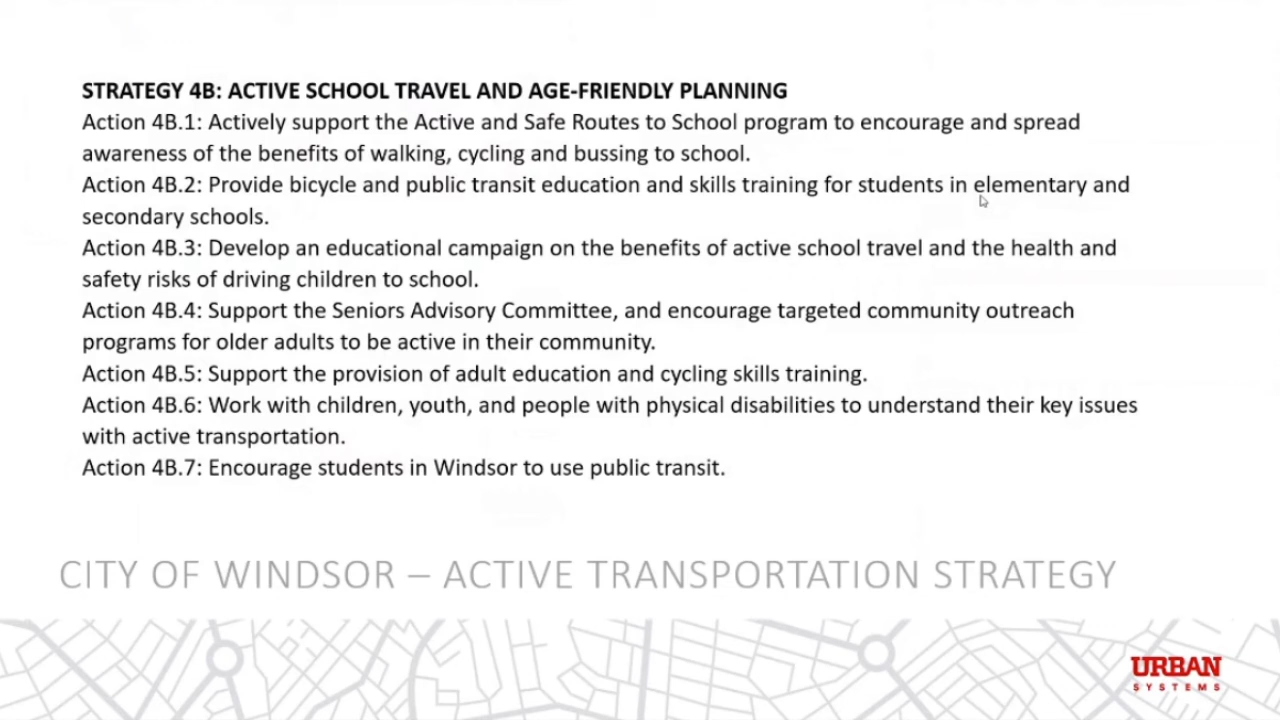 STRATEGY 4B: ACTIVE SCHOOL TRAVEL AND AGE-FRIENDLY PLANNING
Action 4B.1: Actively support the Active and Safe Routes to School program to encourage and spread
awareness of the benefits of walking, cycling and bussing to school.
Action 4B.2: Provide bicycle and public transit education and skills training for students in elementary and
secondary schools.
Action 4B.3: Develop an educational campaign on the benefits of active school travel and the health and
safety risks of driving children to school.
Action 4B.4: Support the Seniors Advisory Committee, and encourage targeted community outreach
programs for older adults to be active in their community.
Action 4B.5: Support the provision of adult education and cycling skills training.
Action 4B.6: Work with children, youth, and people with physical disabilities to understand their key issues
with active transportation.
Action 4B.7: Encourage students in Windsor to use public transit.
CITY OF WINDSOR – ACTIVE TRANSPORTATION STRATEGY
URBAN
SYSTEMS